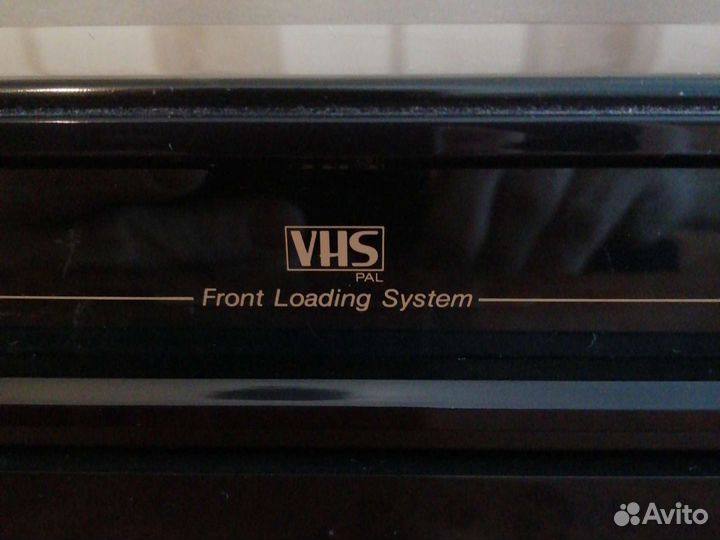 VHS
PAL
Front Loading System
Avito